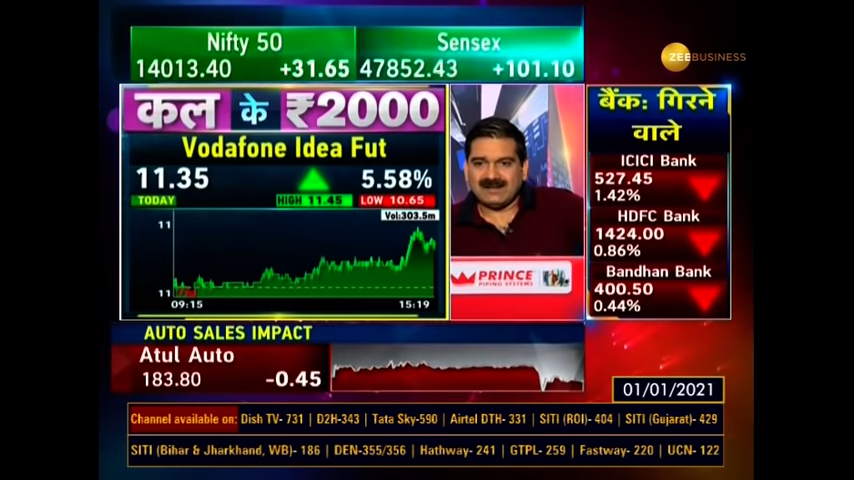 Nifty 50
14013.40 +31.65
Sensex
47852.43 +101.10
ZEE BUSINESS
कल के ₹2000
Vodafone Idea Fut
11.35 5.58%
TODAY HIGH 11.45 LOW 10.65
Vol:303.5m
11
11
09:15 15:19
PRINCE
PIPING SYSTEMS
बैंक: गिरने
वाले
ICICI Bank
527.45
1.42%
HDFC Bank
1424.00
0.86%
Bandhan Bank
400.50
0.44%
AUTO SALES IMPACT
Atul Auto
183.80 -0.45
01/01/2021
Channel available on: Dish TV- 731 | D2H-343 | Tata Sky-590 | Airtel DTH- 331 | SITI (ROI)- 404 | SITI (Gujarat)- 429
SITI (Bihar & Jharkhand, WB)- 186 | DEN-355/356 | Hathway- 241 | GTPL- 259 | Fastway- 220 | UCN- 122